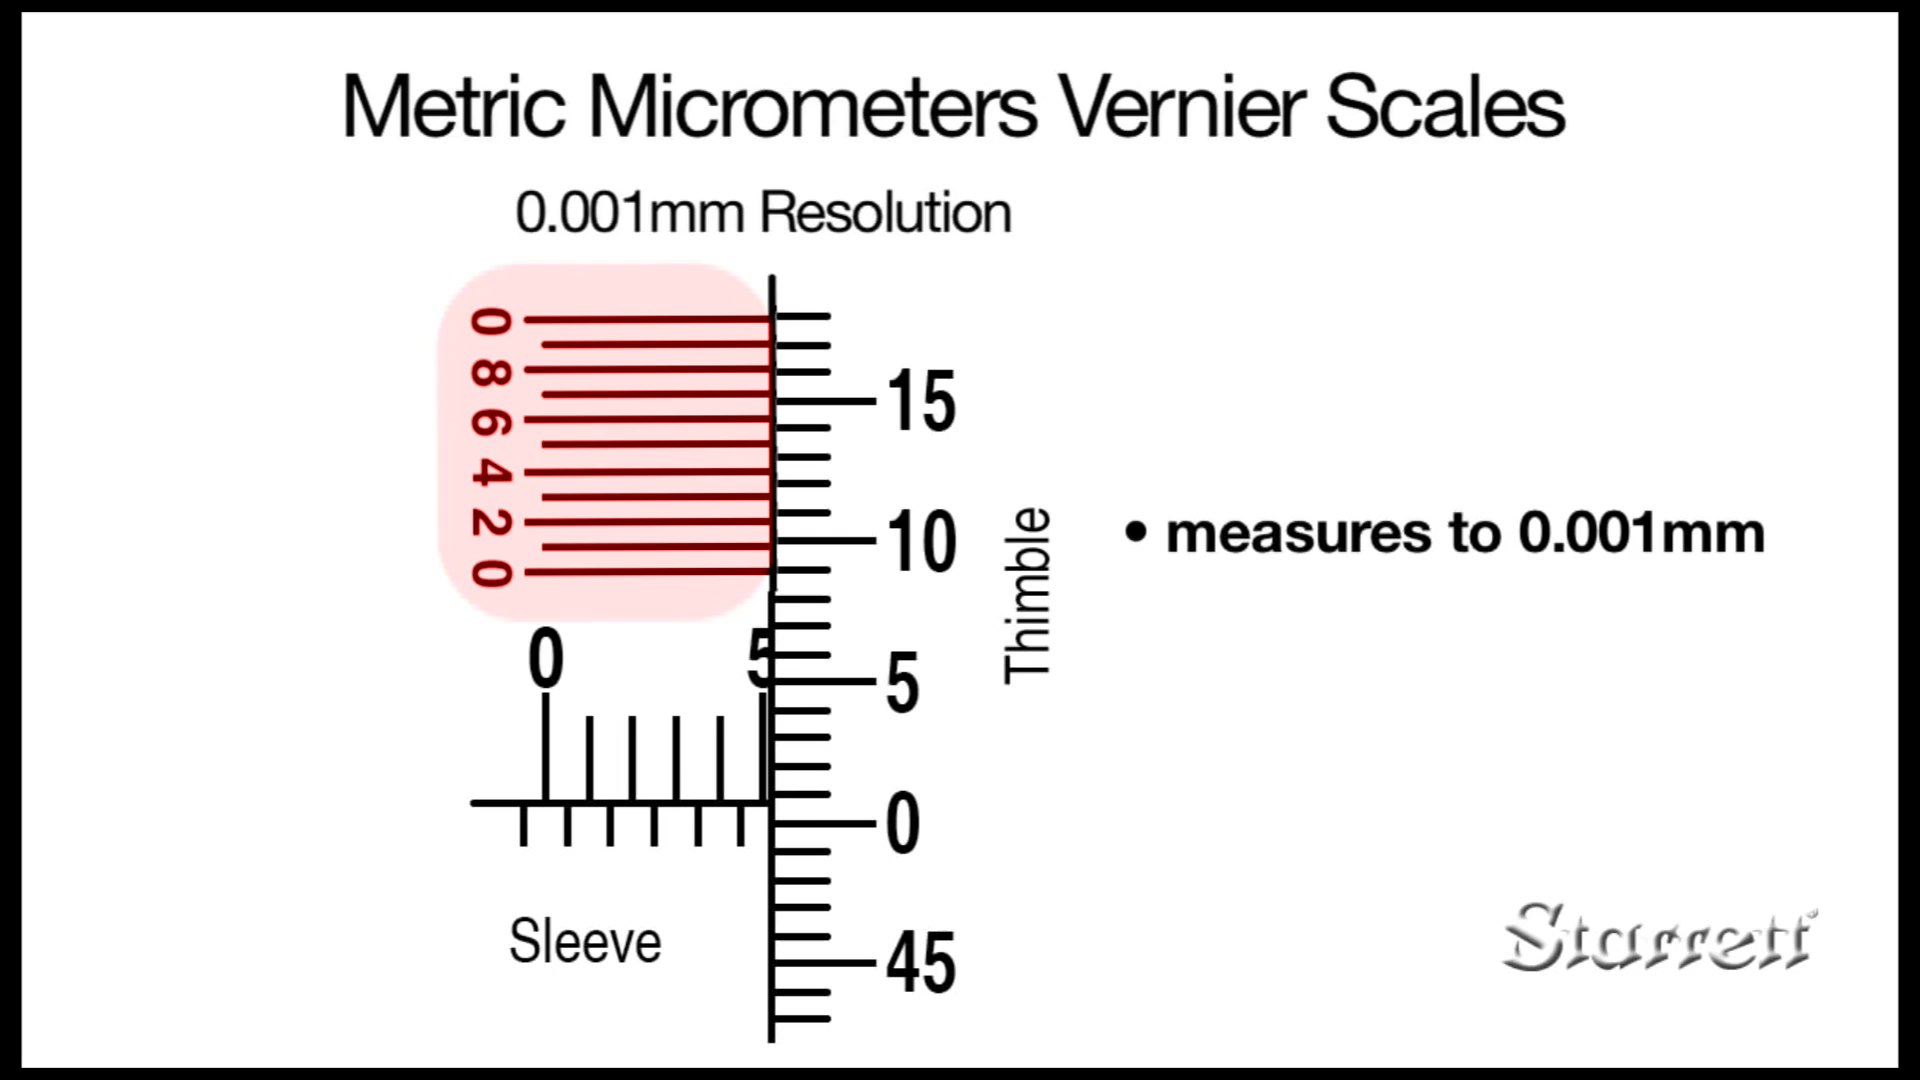 Metric Micrometers Vernier Scales
0.001mm Resolution
0
8
6
4
2
0
15
10
5
0
45
Thimble
• measures to 0.001mm
0 5
Sleeve
Starrett®